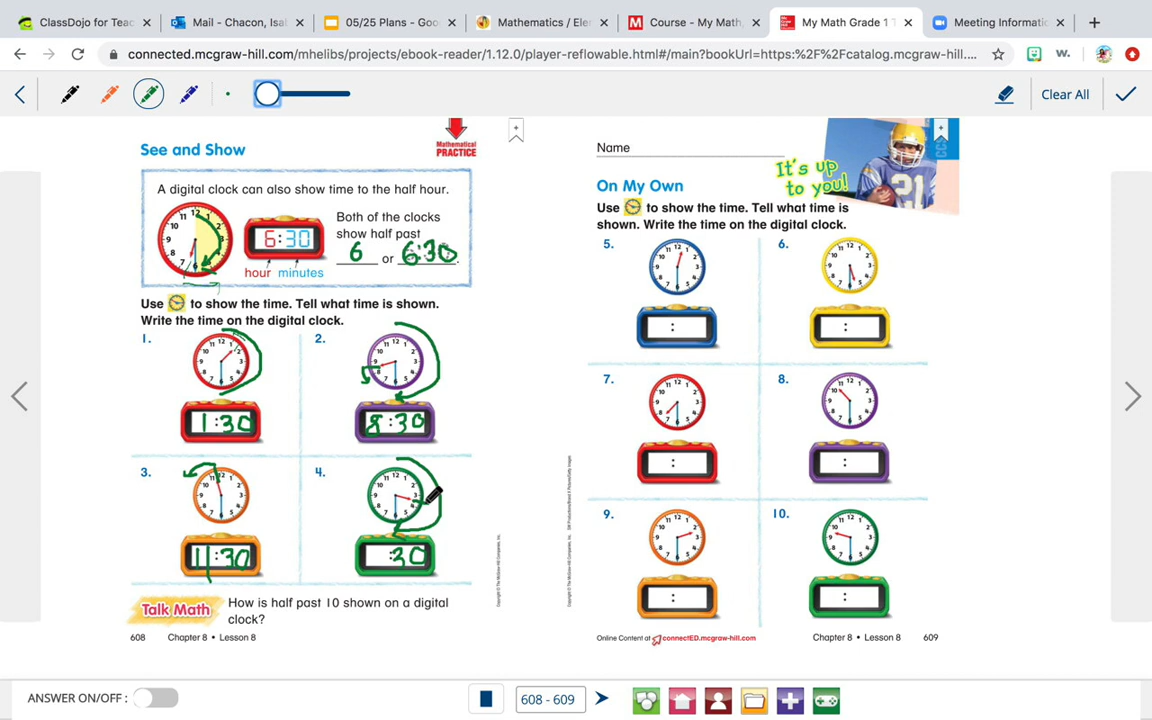 ClassDojo for Teac
Mail - Chacon, Isal
05/25 Plans - Goo
Mathematics / Elen
Course - My Math,
My Math Grade 1 T
Meeting Informatic
connected.mcgraw-hill.com/mhelibs/projects/ebook-reader/1.12.0/player-reflowable.html#/main?bookUrl=https:%2F%2Fcatalog.mcgraw-hill....
w.
Clear All
See and Show
Mathematical
PRACTICE
A digital clock can also show time to the half hour.
6:30
hour minutes
Both of the clocks
show half past
6 or 6:30.
Use to show the time. Tell what time is shown.
Write the time on the digital clock.
1.
1:30
2.
8:30
3.
11:30
4.
:30
Talk Math
How is half past 10 shown on a digital
clock?
608 Chapter 8 • Lesson 8
Name
It's up
to you!
21
CCSS
On My Own
Use to show the time. Tell what time is
shown. Write the time on the digital clock.
5.
:
6.
:
7.
:
8.
:
9.
:
10.
:
Online Content at connectED.mcgraw-hill.com
Chapter 8 • Lesson 8 609
ANSWER ON/OFF :
608 - 609